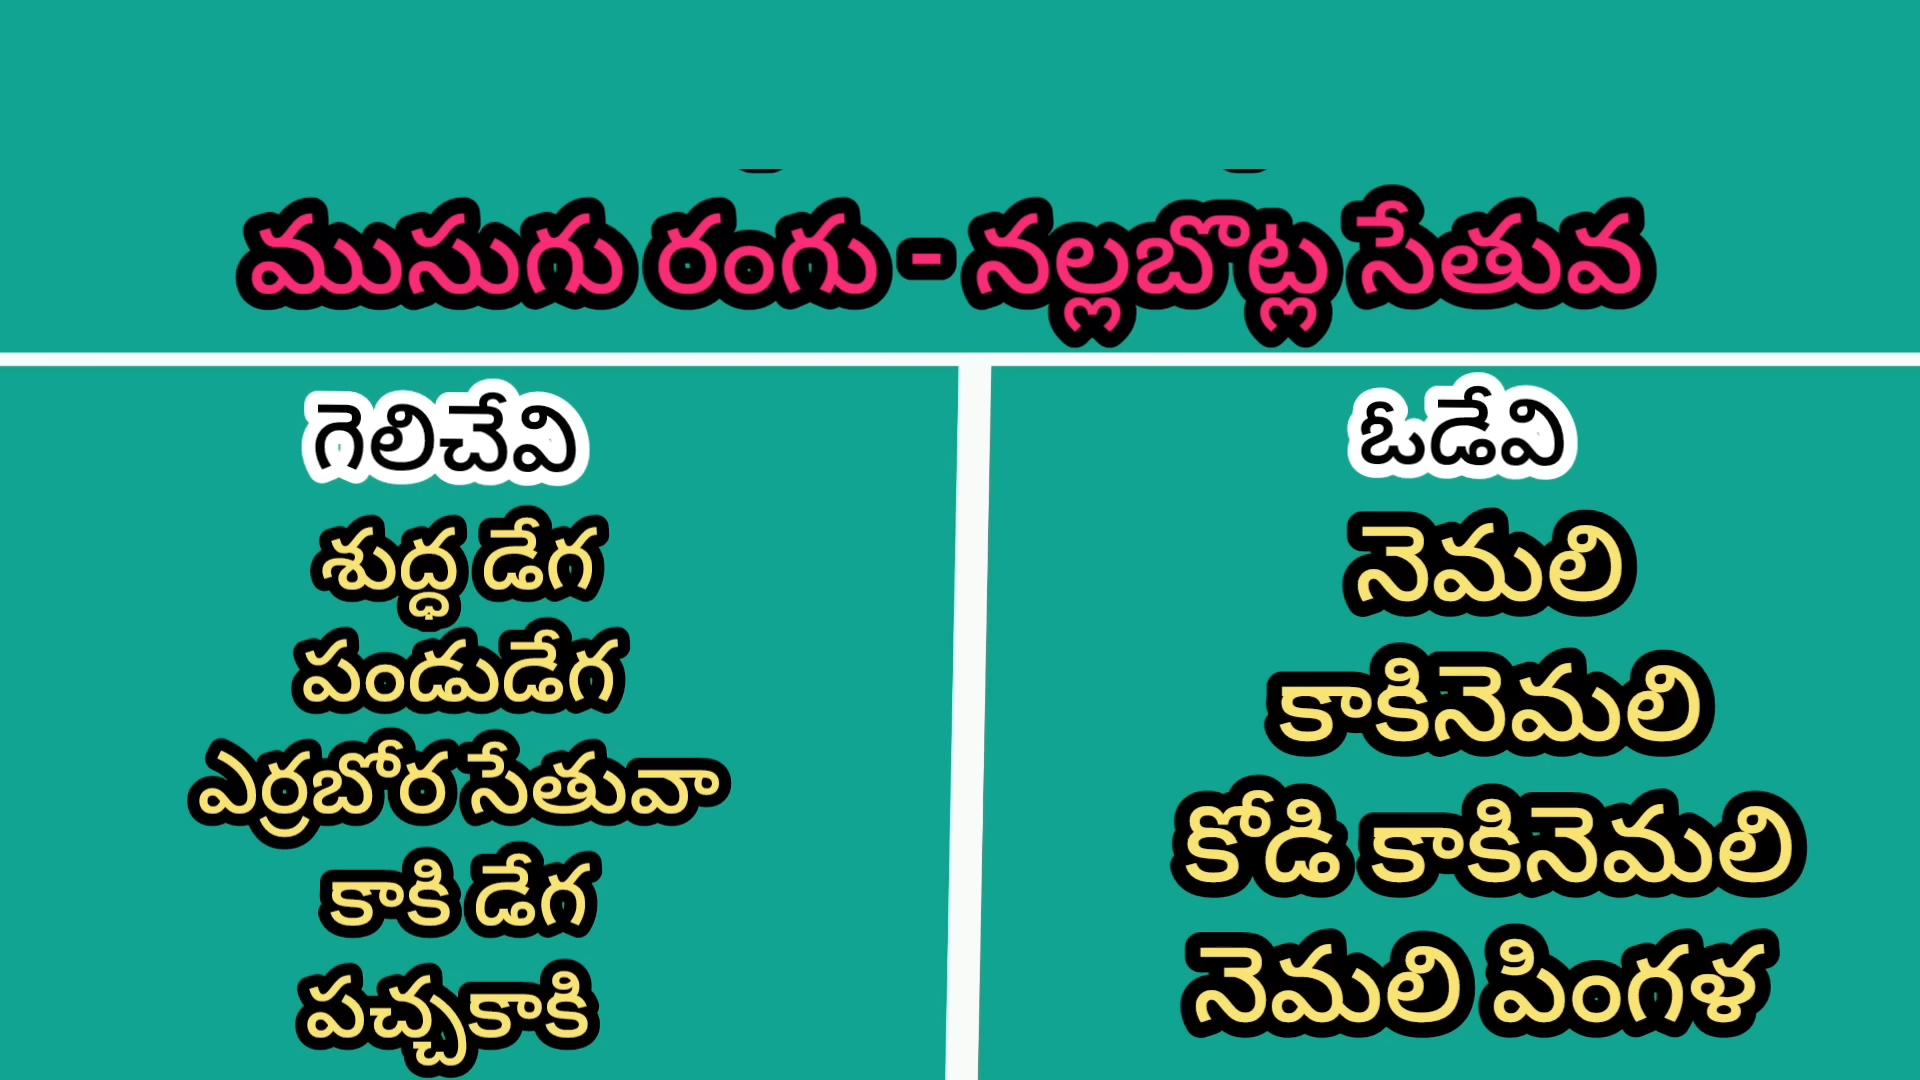 ముసుగు రంగు - నల్లబొట్ల సేతువ
గెలిచేవి
శుద్ధ డేగ
పండుడేగ
ఎర్రబోర సేతువా
కాకి డేగ
పచ్చకాకి
ఓడేవి
నెమలి
కాకినెమలి
కోడి కాకినెమలి
నెమలి పింగళ